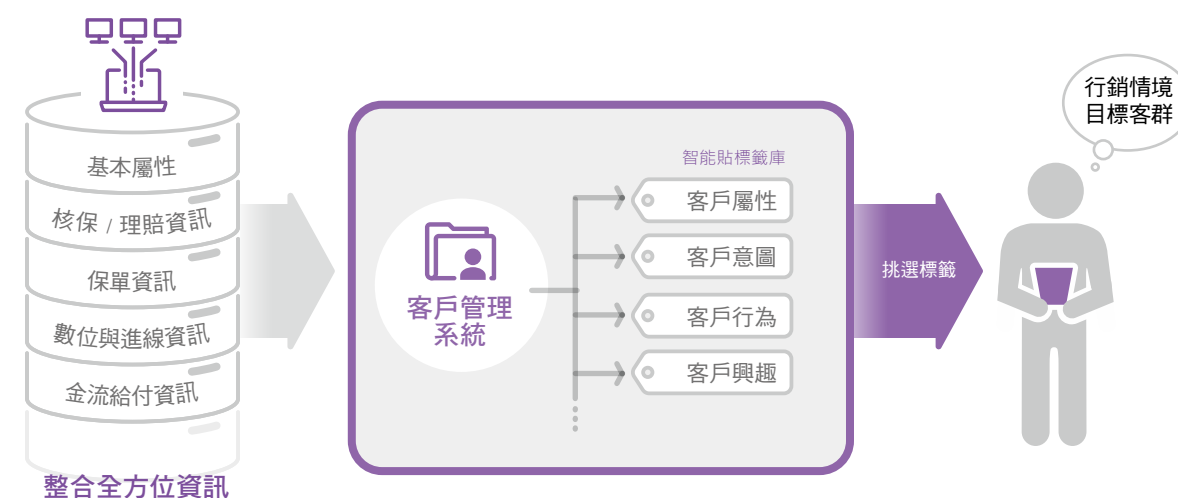 基本屬性
核保 / 理賠資訊
保單資訊
數位與進線資訊
金流給付資訊
整合全方位資訊
客戶管理
系統
智能貼標籤庫
客戶屬性
客戶意圖
客戶行為
客戶興趣
挑選標籤
行銷情境
目標客群